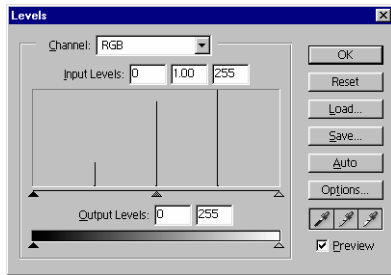 Levels
Channel: RGB
Input Levels: 0 1.00 255
Output Levels: 0 255
OK
Reset
Load...
Save...
Auto
Options...
Preview